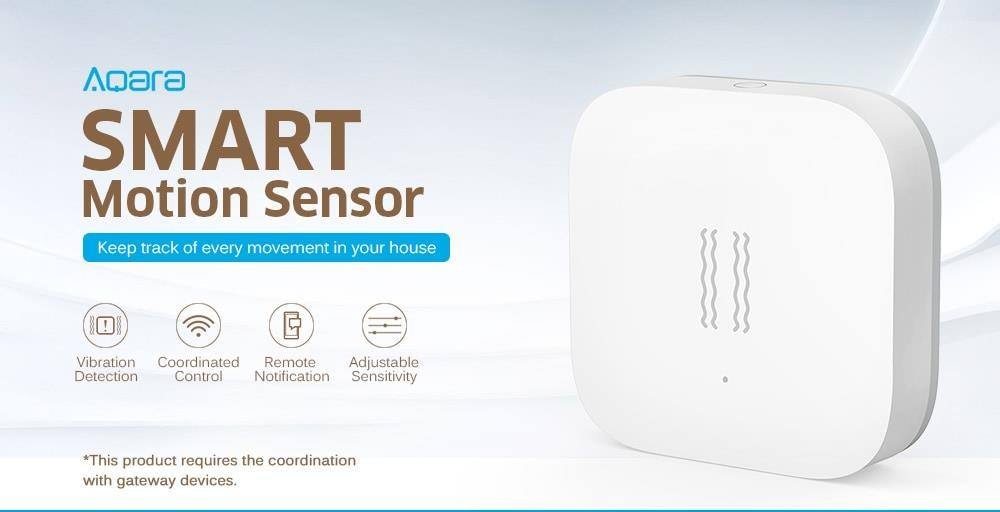 Aqara
SMART
Motion Sensor
Keep track of every movement in your house
Vibration
Detection
Coordinated
Control
Remote
Notification
Adjustable
Sensitivity
*This product requires the coordination
with gateway devices.